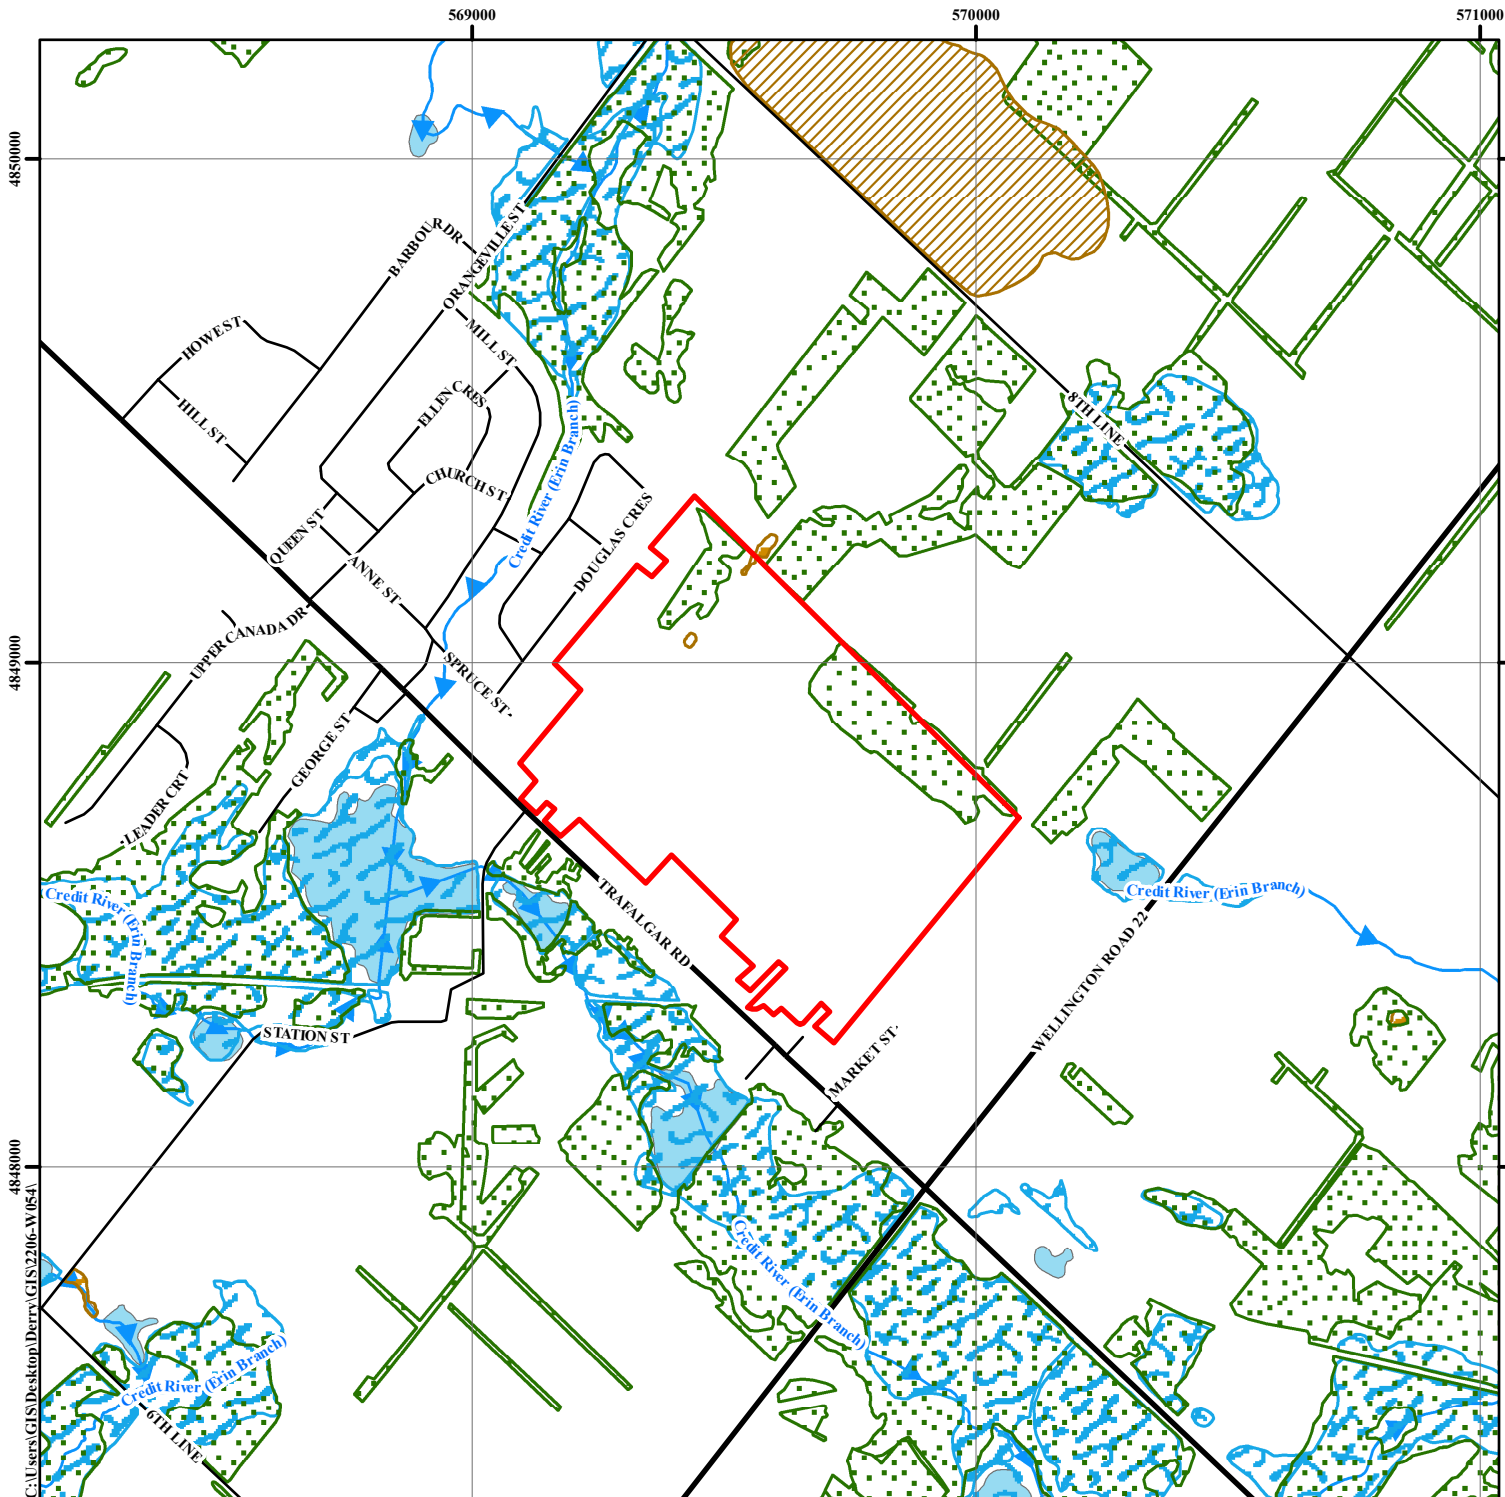 569000
570000
571000
4850000
4849000
4848000
C:\Users\GIS\Desktop\Derry\GIS\2206-W054\
BARBOUR DR
ORANGEVILLE ST
HOWE ST
HILL ST
MILL ST
ELLEN CRES
CHURCH ST
QUEEN ST
ANNE ST
Credit River (Erin Branch)
DOUGLAS CRES
8TH LINE
UPPER CANADA DR
SPRUCE ST
GEORGE ST
LEADER CRT
Credit River (Erin Branch)
TRAFALGAR RD
Credit River (Erin Branch)
WELLINGTON ROAD 22
STATION ST
MARKET ST
Credit River (Erin Branch)
Credit River (Erin Branch)
6TH LINE